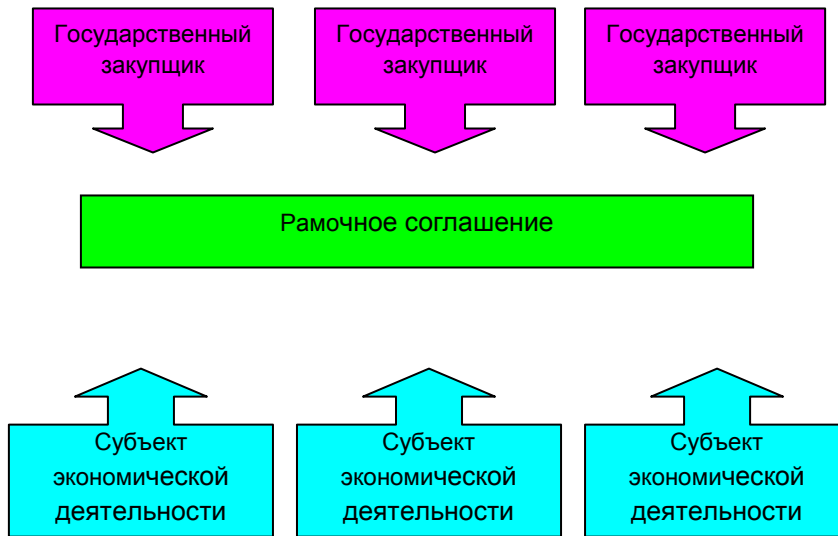 Государственный
закупщик
Государственный
закупщик
Государственный
закупщик
Рамочное соглашение
Субъект
экономической
деятельности
Субъект
экономической
деятельности
Субъект
экономической
деятельности